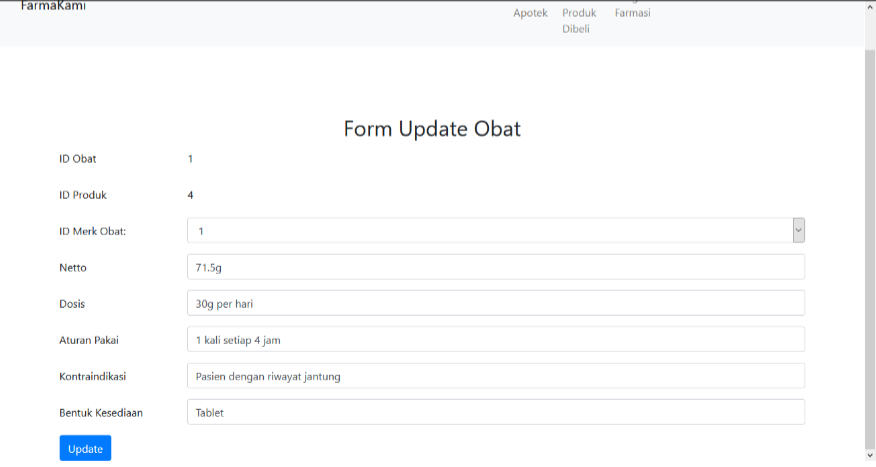 FarmaKami
Apotek Produk Farmasi
Dibeli
Form Update Obat
ID Obat 1
ID Produk 4
ID Merk Obat: 1
Netto 71.5g
Dosis 30g per hari
Aturan Pakai 1 kali setiap 4 jam
Kontraindikasi Pasien dengan riwayat jantung
Bentuk Kesediaan Tablet
Update